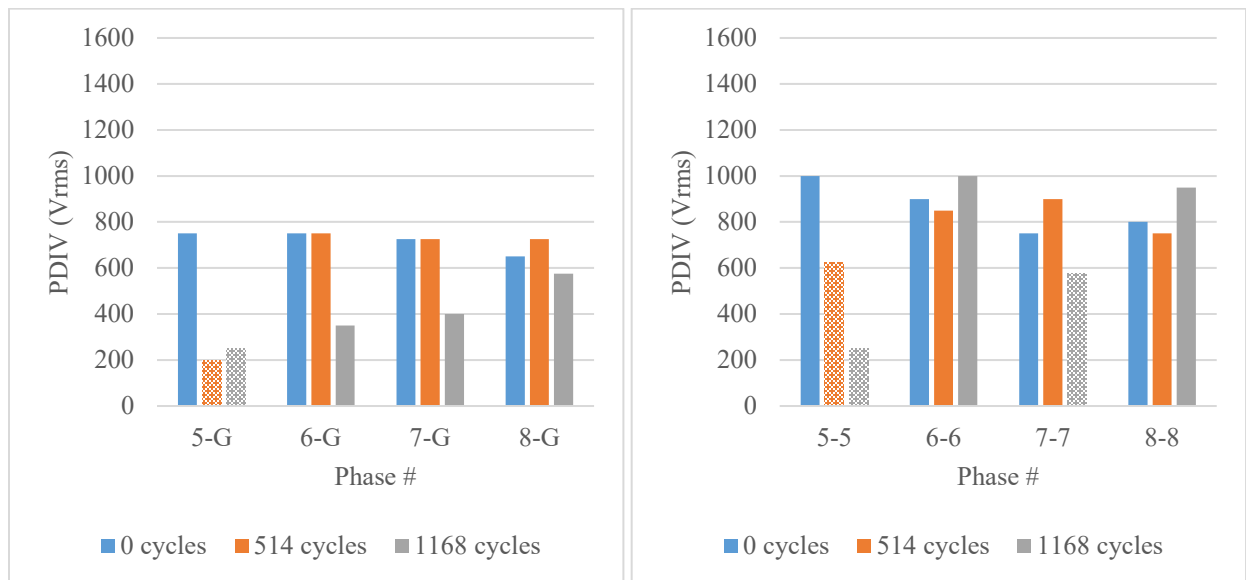 1600
1400
1200
1000
800
600
400
200
0
PDIV (Vrms)
5-G 6-G 7-G 8-G
Phase #
0 cycles 514 cycles 1168 cycles
1600
1400
1200
1000
800
600
400
200
0
PDIV (Vrms)
5-5 6-6 7-7 8-8
Phase #
0 cycles 514 cycles 1168 cycles